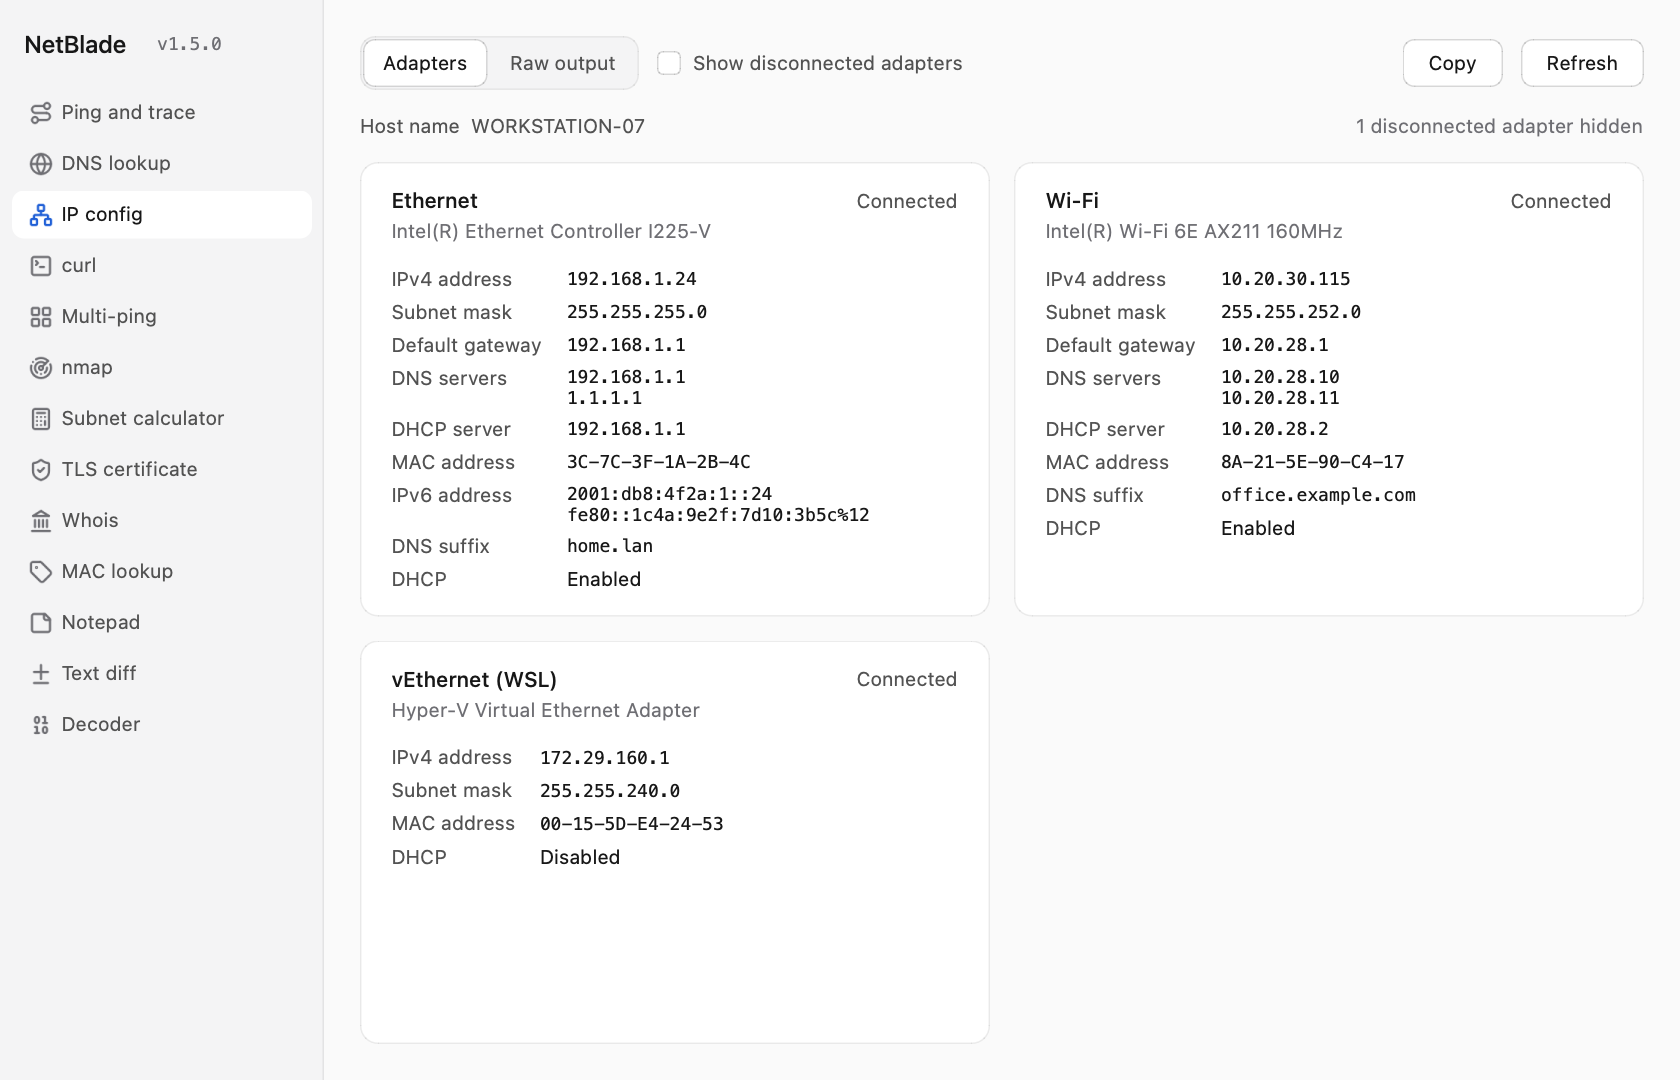 NetBlade v1.5.0
Ping and trace
DNS lookup
IP config
curl
Multi-ping
nmap
Subnet calculator
TLS certificate
Whois
MAC lookup
Notepad
Text diff
Decoder
Adapters Raw output Show disconnected adapters Copy Refresh
Host name WORKSTATION-07 1 disconnected adapter hidden
Ethernet Connected
Intel(R) Ethernet Controller I225-V
IPv4 address 192.168.1.24
Subnet mask 255.255.255.0
Default gateway 192.168.1.1
DNS servers 192.168.1.1
1.1.1.1
DHCP server 192.168.1.1
MAC address 3C-7C-3F-1A-2B-4C
IPv6 address 2001:db8:4f2a:1::24
fe80::1c4a:9e2f:7d10:3b5c%12
DNS suffix home.lan
DHCP Enabled
Wi-Fi Connected
Intel(R) Wi-Fi 6E AX211 160MHz
IPv4 address 10.20.30.115
Subnet mask 255.255.252.0
Default gateway 10.20.28.1
DNS servers 10.20.28.10
10.20.28.11
DHCP server 10.20.28.2
MAC address 8A-21-5E-90-C4-17
DNS suffix office.example.com
DHCP Enabled
vEthernet (WSL) Connected
Hyper-V Virtual Ethernet Adapter
IPv4 address 172.29.160.1
Subnet mask 255.255.240.0
MAC address 00-15-5D-E4-24-53
DHCP Disabled